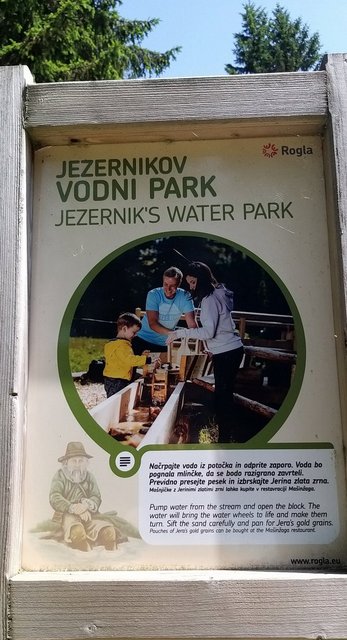 Rogla
JEZERNIKOV
VODNI PARK
JEZERNIK'S WATER PARK
Načrpajte vodo iz potočka in odprite zaporo. Voda bo
pognala mlinčke, da se bodo razigrano zavrteli.
Previdno presejte pesek in izbrskajte Jerina zlata zrna.
Mošnjičke z Jerinimi zlatimi zrni lahko kupite v restavraciji Mašinžaga.
Pump water from the stream and open the block. The
water will bring the water wheels to life and make them
turn. Sift the sand carefully and pan for Jera's gold grains.
Pouches of Jera's gold grains can be bought at the Mašinžaga restaurant.
www.rogla.eu